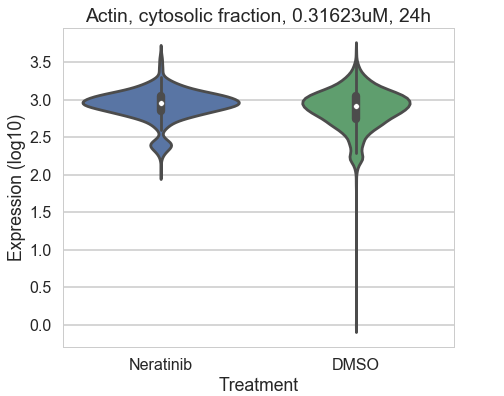 Actin, cytosolic fraction, 0.31623uM, 24h
Expression (log10)
3.5
3.0
2.5
2.0
1.5
1.0
0.5
0.0
Neratinib
DMSO
Treatment